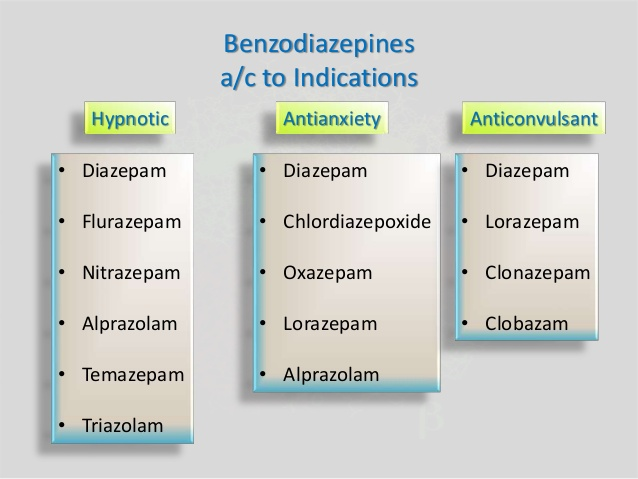 Benzodiazepines
a/c to Indications
Hypnotic
• Diazepam
• Flurazepam
• Nitrazepam
• Alprazolam
• Temazepam
• Triazolam
Antianxiety
• Diazepam
• Chlordiazepoxide
• Oxazepam
• Lorazepam
• Alprazolam
Anticonvulsant
• Diazepam
• Lorazepam
• Clonazepam
• Clobazam